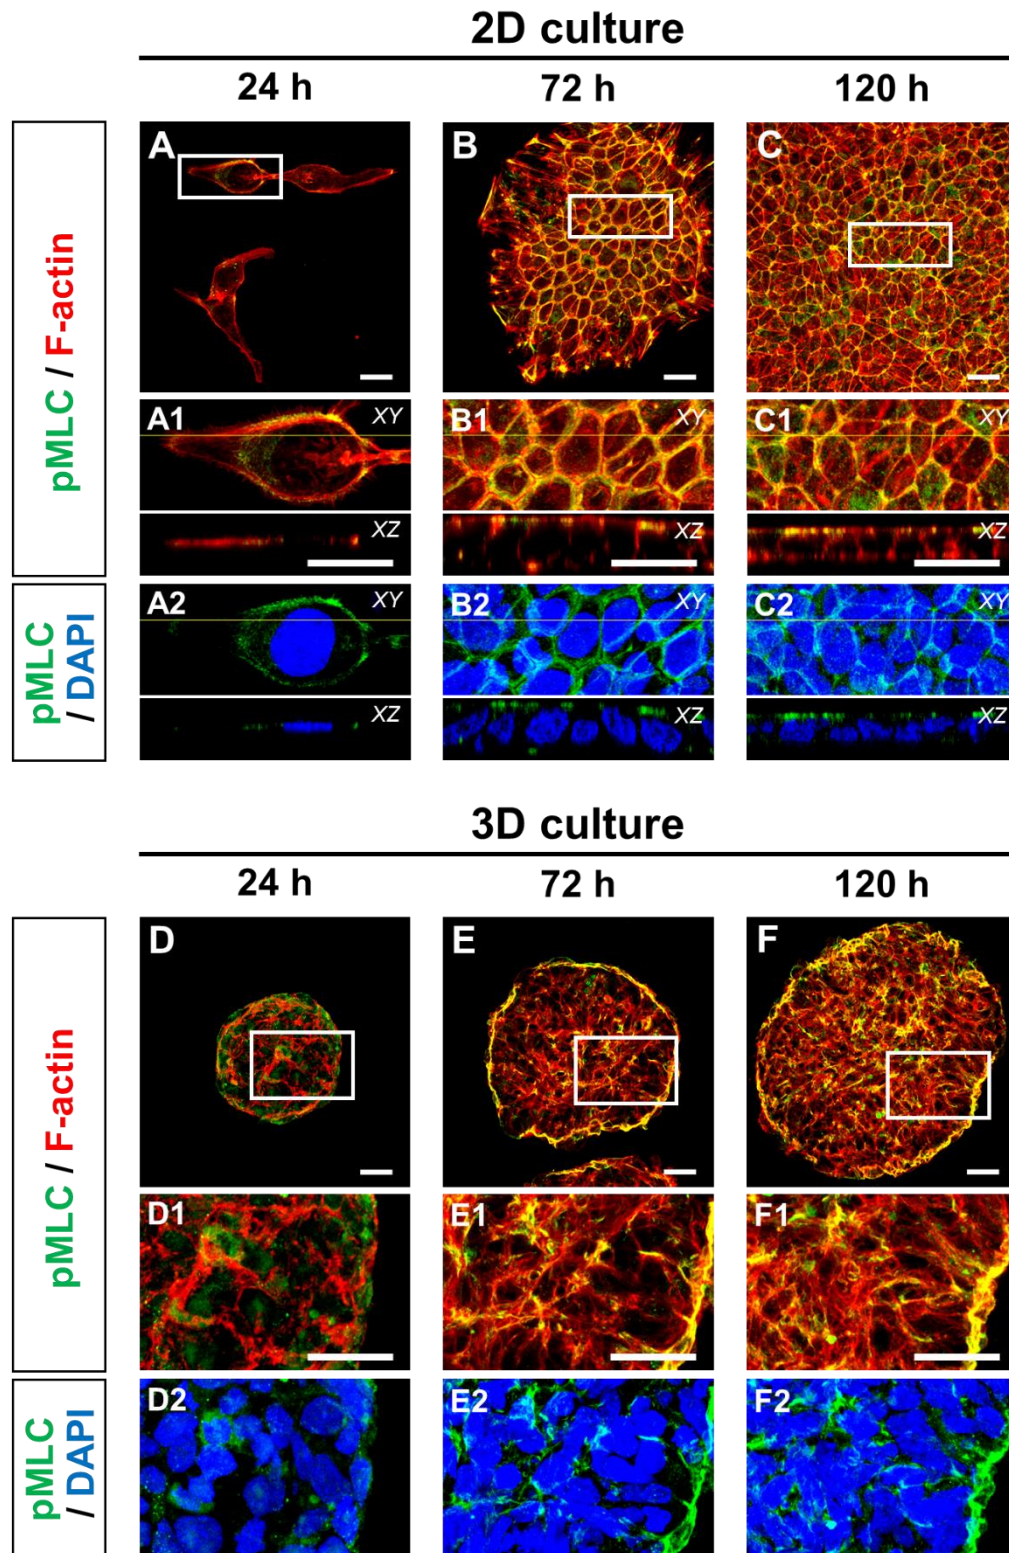 2D culture
24 h
72 h
120 h
pMLC / F-actin
A
B
C
A1
XY
B1
XY
C1
XY
XZ
XZ
XZ
pMLC
/ DAPI
A2
XY
B2
XY
C2
XY
XZ
XZ
XZ
3D culture
24 h
72 h
120 h
pMLC / F-actin
D
E
F
D1
E1
F1
pMLC
/ DAPI
D2
E2
F2